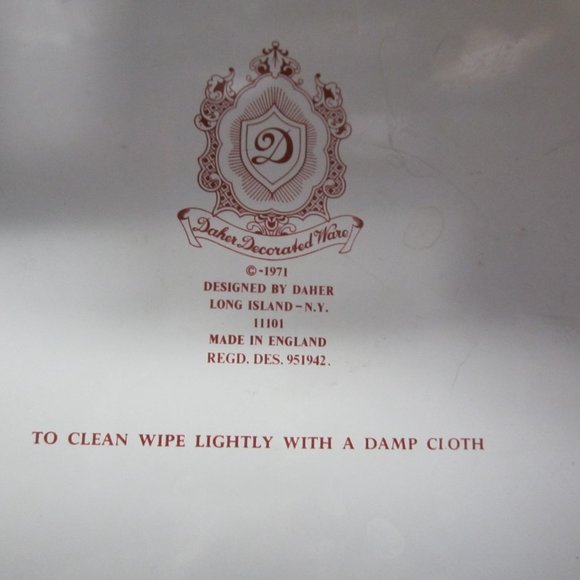 D
Daher Decorated Ware
©-1971
DESIGNED BY DAHER
LONG ISLAND-N.Y.
11101
MADE IN ENGLAND
REGD. DES. 951942.
TO CLEAN WIPE LIGHTLY WITH A DAMP CLOTH